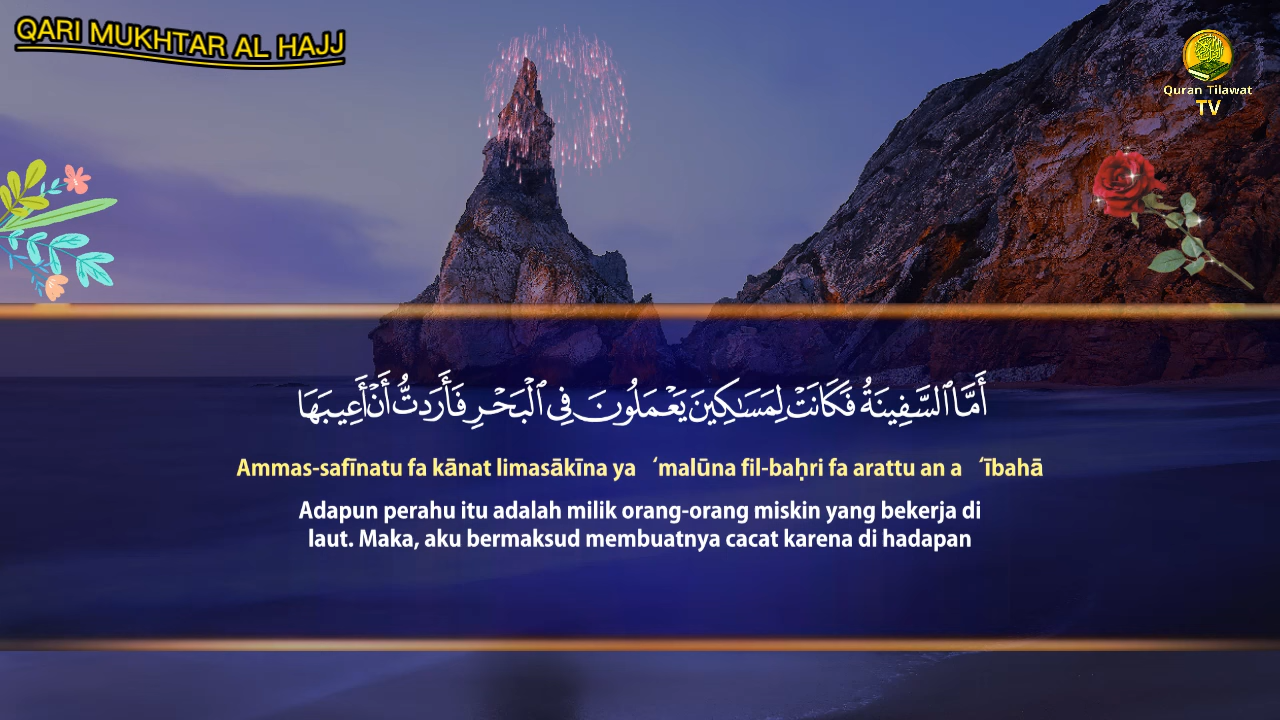 QARI MUKHTAR AL HAJJ
Quran Tilawat
TV
أَمَّا ٱلسَّفِينَةُ فَكَانَتْ لِمَسَـٰكِينَ يَعْمَلُونَ فِى ٱلْبَحْرِ فَأَرَدتُّ أَنْ أَعِيبَهَا
Ammas-safīnatu fa kānat limasākīna ya ‘malūna fil-baḥri fa arattu an a ‘ībahā
Adapun perahu itu adalah milik orang-orang miskin yang bekerja di
laut. Maka, aku bermaksud membuatnya cacat karena di hadapan